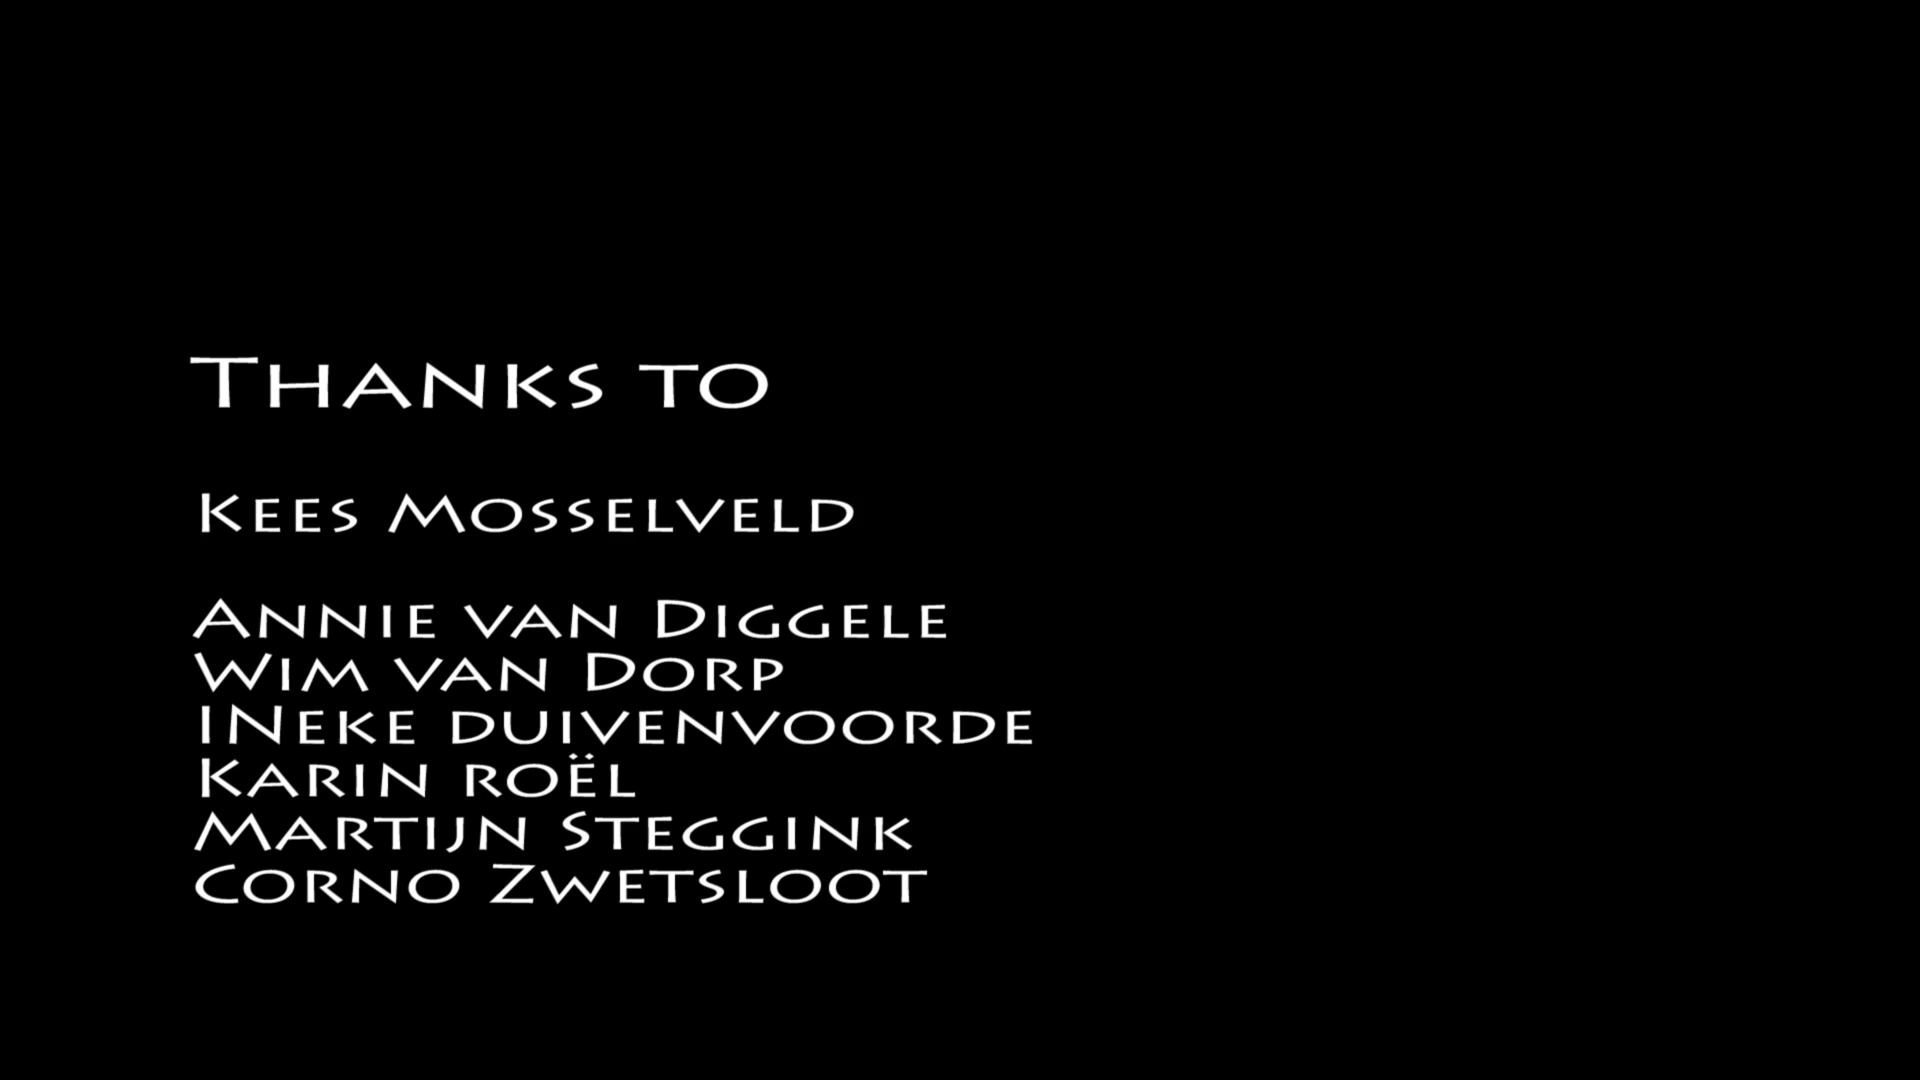 Thanks to
Kees Mosselveld
Annie van Diggele
Wim van Dorp
INeke duivenvoorde
Karin roël
Martijn Steggink
Corno Zwetsloot